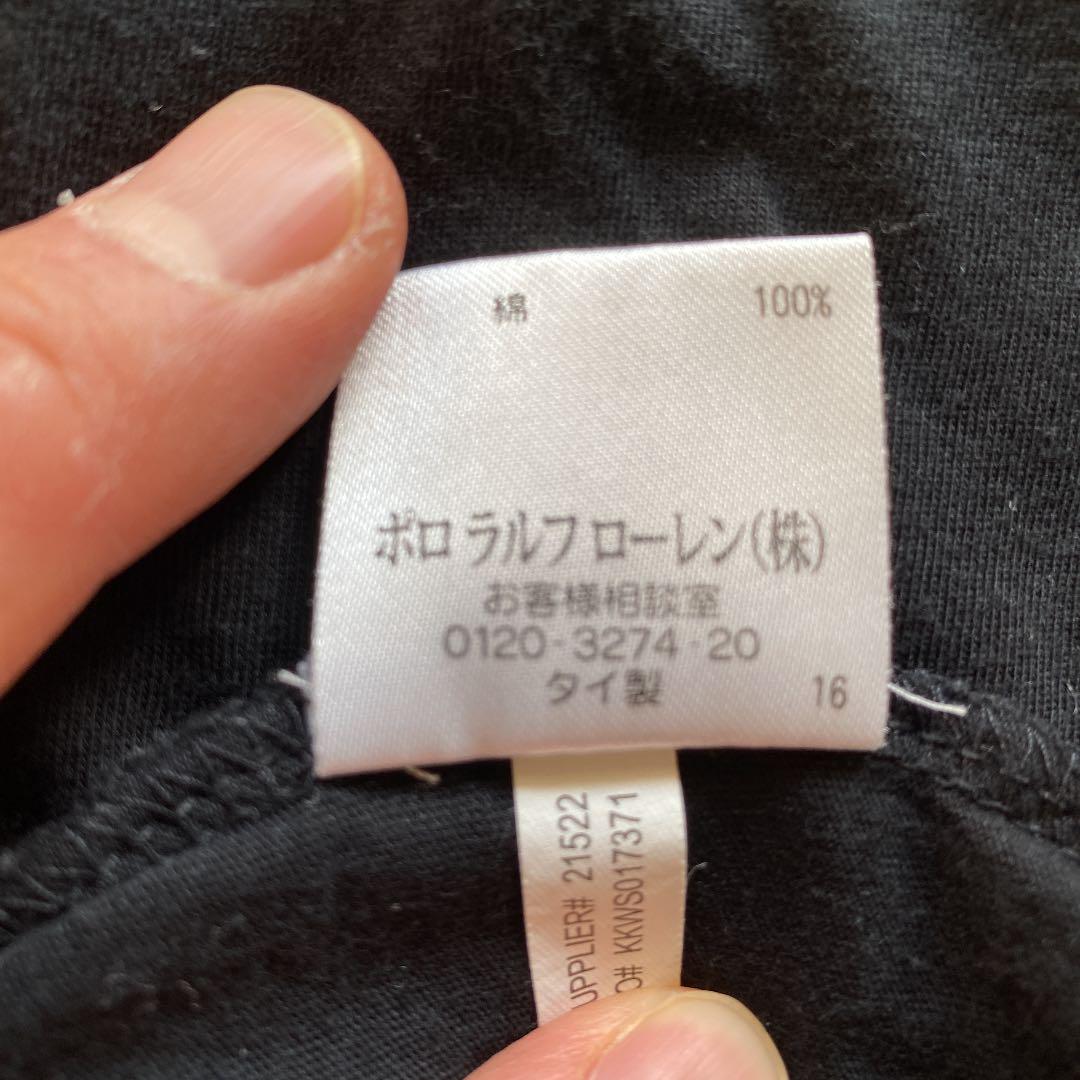 綿 100%
ポロ ラルフ ローレン(株)
お客様相談室
0120-3274-20
タイ製 16
UPPLIER# 21522
O# KKWS017371